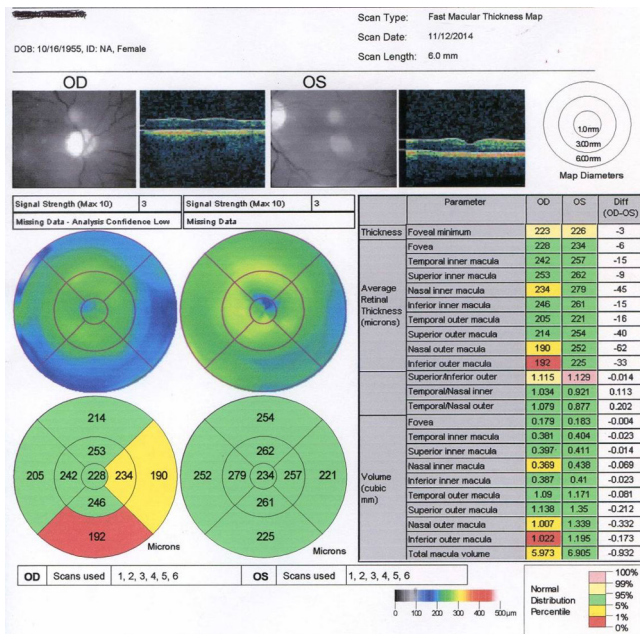 Scan Type: Fast Macular Thickness Map
Scan Date: 11/12/2014
DOB: 10/16/1955, ID: NA, Female
Scan Length: 6.0 mm
OD OS
1.0mm
3.00mm
6.00mm
Map Diameters
Signal Strength (Max 10) 3 Signal Strength (Max 10) 3
Missing Data - Analysis Confidence Low Missing Data
Parameter OD OS Diff (OD-OS)
Thickness Foveal minimum 223 226 -3
Average Retinal Thickness (microns)
Fovea 228 234 -6
Temporal inner macula 242 257 -15
Superior inner macula 253 262 -9
Nasal inner macula 234 279 -45
Inferior inner macula 246 261 -15
Temporal outer macula 205 221 -16
Superior outer macula 214 254 -40
Nasal outer macula 190 252 -62
Inferior outer macula 192 225 -33
Superior/Inferior outer 1.115 1.129 -0.014
Temporal/Nasal inner 1.034 0.921 0.113
Temporal/Nasal outer 1.079 0.877 0.202
Volume (cubic mm)
Fovea 0.179 0.183 -0.004
Temporal inner macula 0.381 0.404 -0.023
Superior inner macula 0.397 0.411 -0.014
Nasal inner macula 0.369 0.438 -0.069
Inferior inner macula 0.387 0.41 -0.023
Temporal outer macula 1.09 1.171 -0.081
Superior outer macula 1.138 1.35 -0.212
Nasal outer macula 1.007 1.339 -0.332
Inferior outer macula 1.022 1.195 -0.173
Total macula volume 5.973 6.905 -0.932
214
253
205 242 228 234 190
246
192
Microns
254
262
252 279 234 257 221
261
225
Microns
OD Scans used 1, 2, 3, 4, 5, 6 OS Scans used 1, 2, 3, 4, 5, 6
0 100 200 300 400 500µm
Normal Distribution Percentile
100%
99%
95%
5%
1%
0%